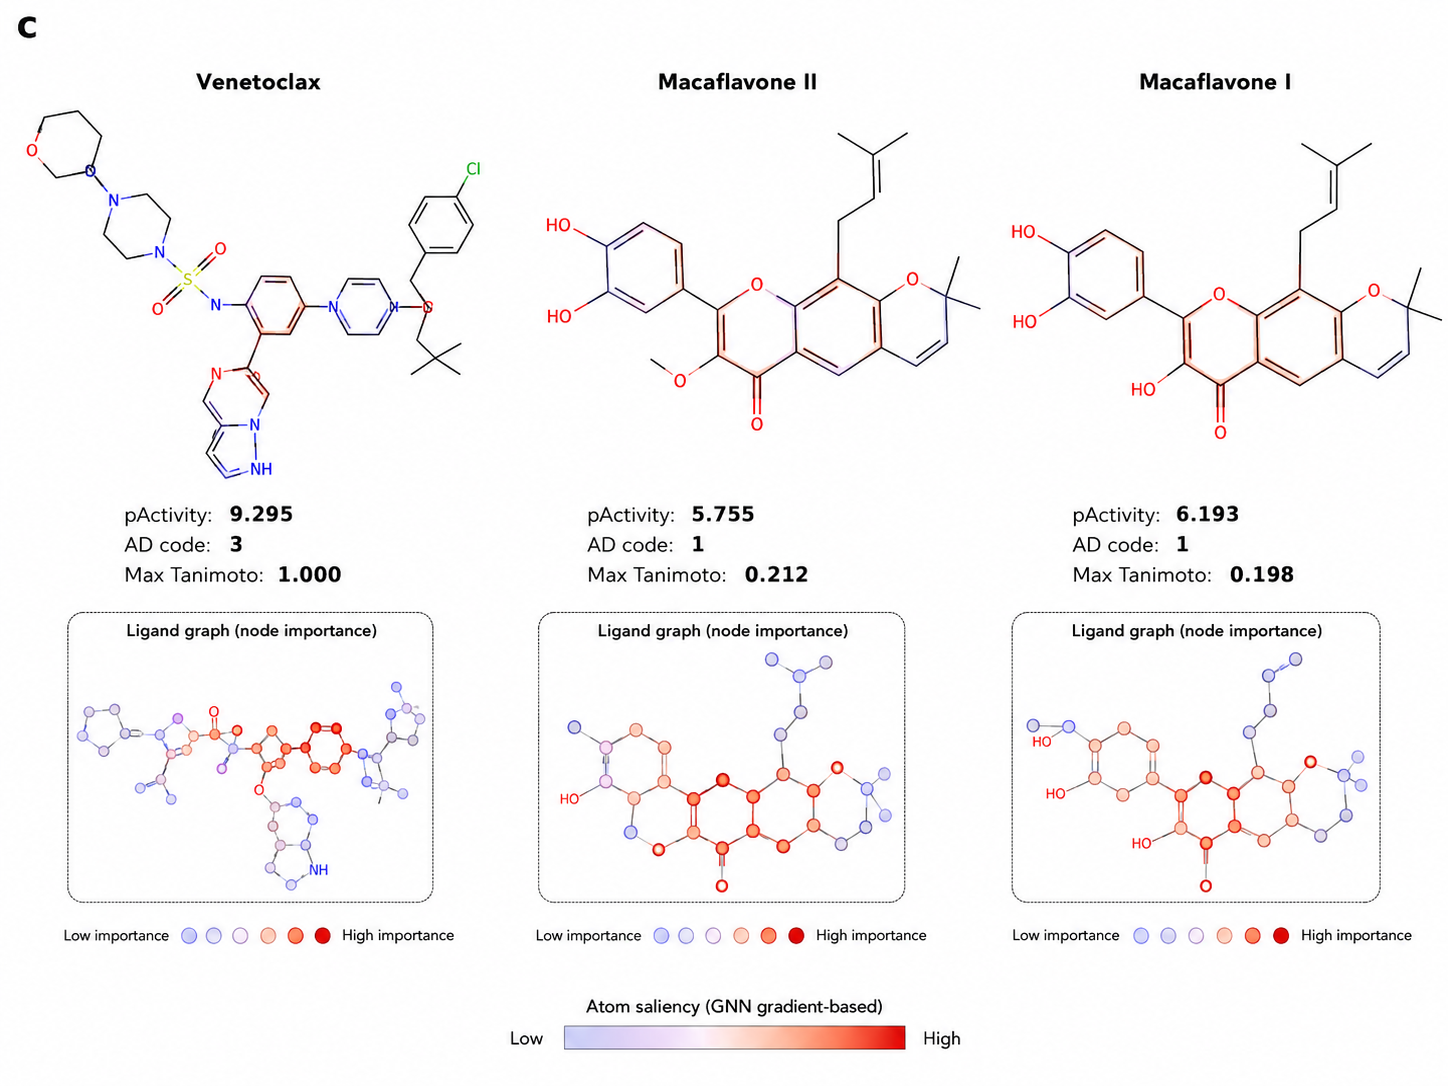 c
Venetoclax
Macaflavone II
Macaflavone I
Cl
O
O
N
N
S
O
O
N
N
N
O
N
O
N
NH
HO
HO
O
O
O
O
O
HO
HO
O
O
HO
O
pActivity: 9.295
AD code: 3
Max Tanimoto: 1.000
pActivity: 5.755
AD code: 1
Max Tanimoto: 0.212
pActivity: 6.193
AD code: 1
Max Tanimoto: 0.198
Ligand graph (node importance)
O
NH
Low importance
High importance
Ligand graph (node importance)
HO
Low importance
High importance
Ligand graph (node importance)
HO
HO
HO
Low importance
High importance
Atom saliency (GNN gradient-based)
Low
High